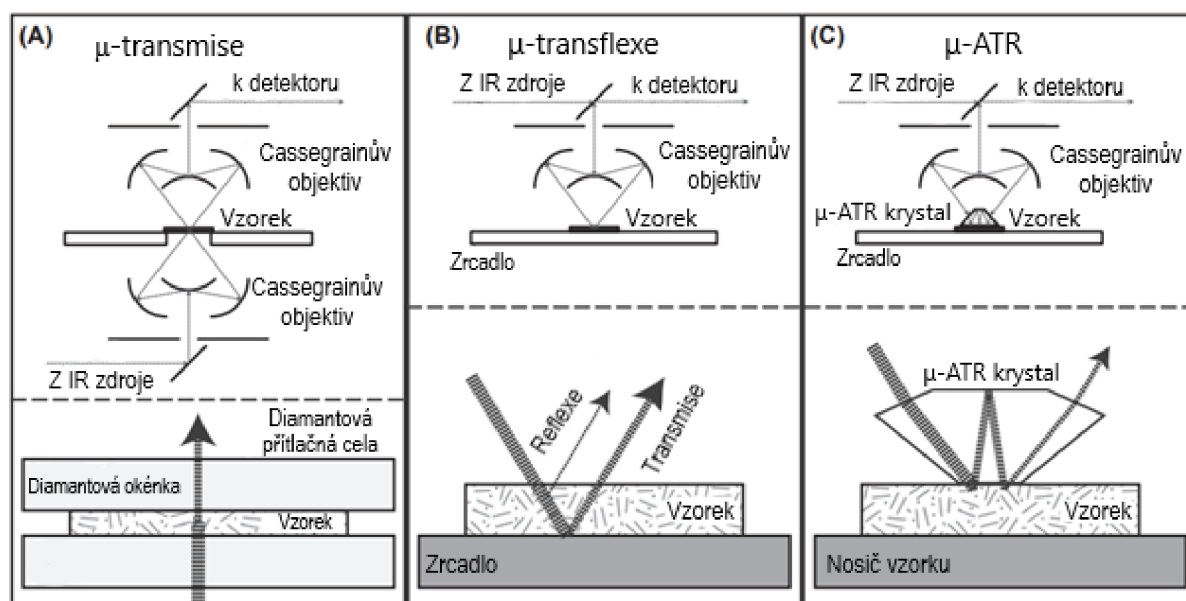 (A)
μ-transmise
k detektoru
Z IR zdroje
Cassegrainův
objektiv
Vzorek
Cassegrainův
objektiv
Z IR zdroje
Diamantová
přítlačná cela
Diamantová okénka
Vzorek
(B)
μ-transflexe
Z IR zdroje
k detektoru
Cassegrainův
objektiv
Vzorek
Zrcadlo
Reflexe
Transmise
Vzorek
Zrcadlo
(C)
μ-ATR
Z IR zdroje
k detektoru
Cassegrainův
objektiv
μ-ATR krystal
Vzorek
Zrcadlo
μ-ATR krystal
Vzorek
Nosič vzorku